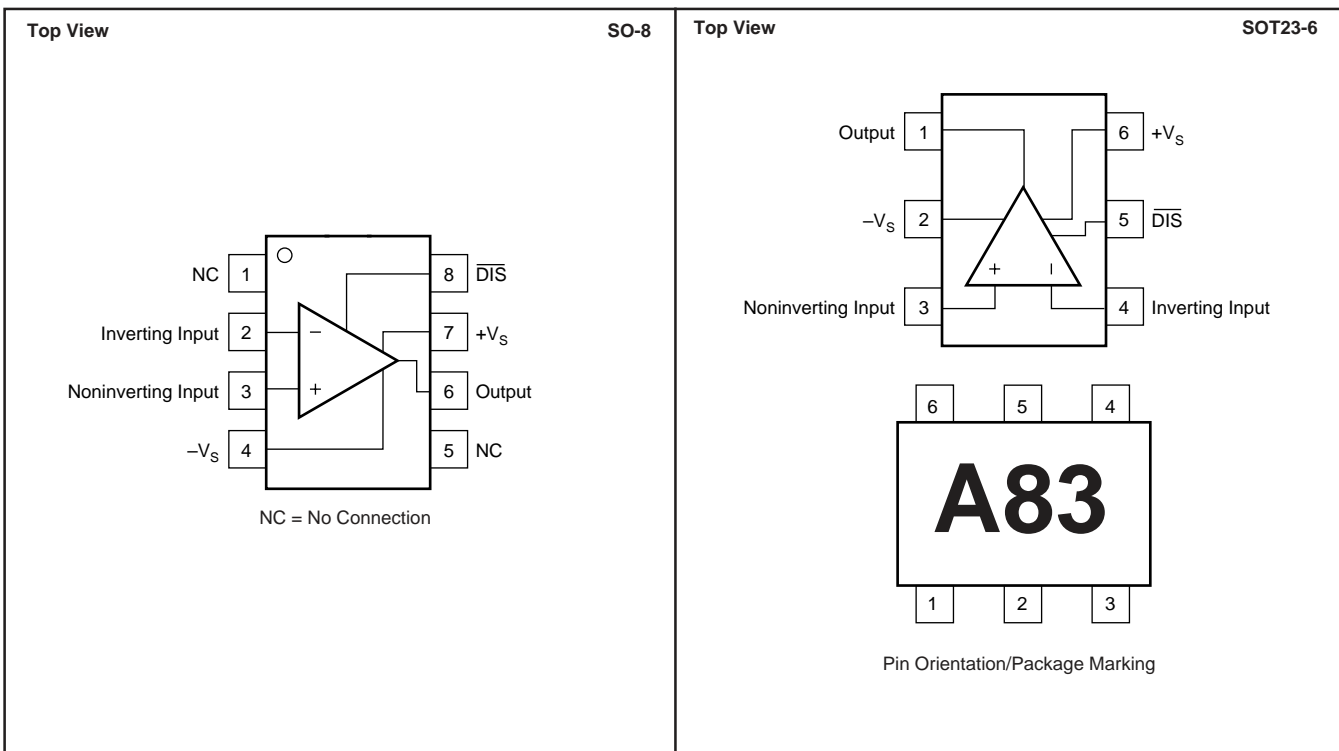 Top View SO-8
NC 1 8 D̅I̅S̅
Inverting Input 2 − 7 +VS
Noninverting Input 3 + 6 Output
–VS 4 5 NC
NC = No Connection
Top View SOT23-6
Output 1 6 +VS
–VS 2 5 D̅I̅S̅
Noninverting Input 3 + − 4 Inverting Input
6 5 4
A83
1 2 3
Pin Orientation/Package Marking